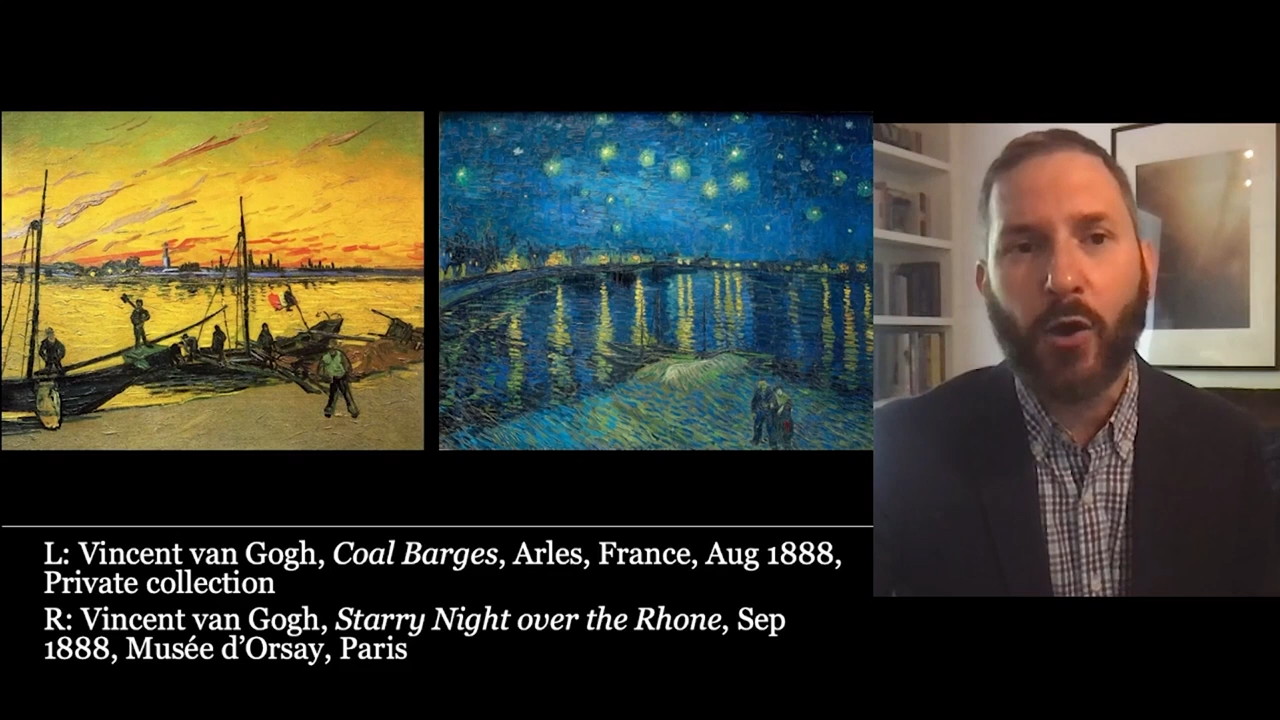 L: Vincent van Gogh, Coal Barges, Arles, France, Aug 1888,
Private collection
R: Vincent van Gogh, Starry Night over the Rhone, Sep
1888, Musée d’Orsay, Paris